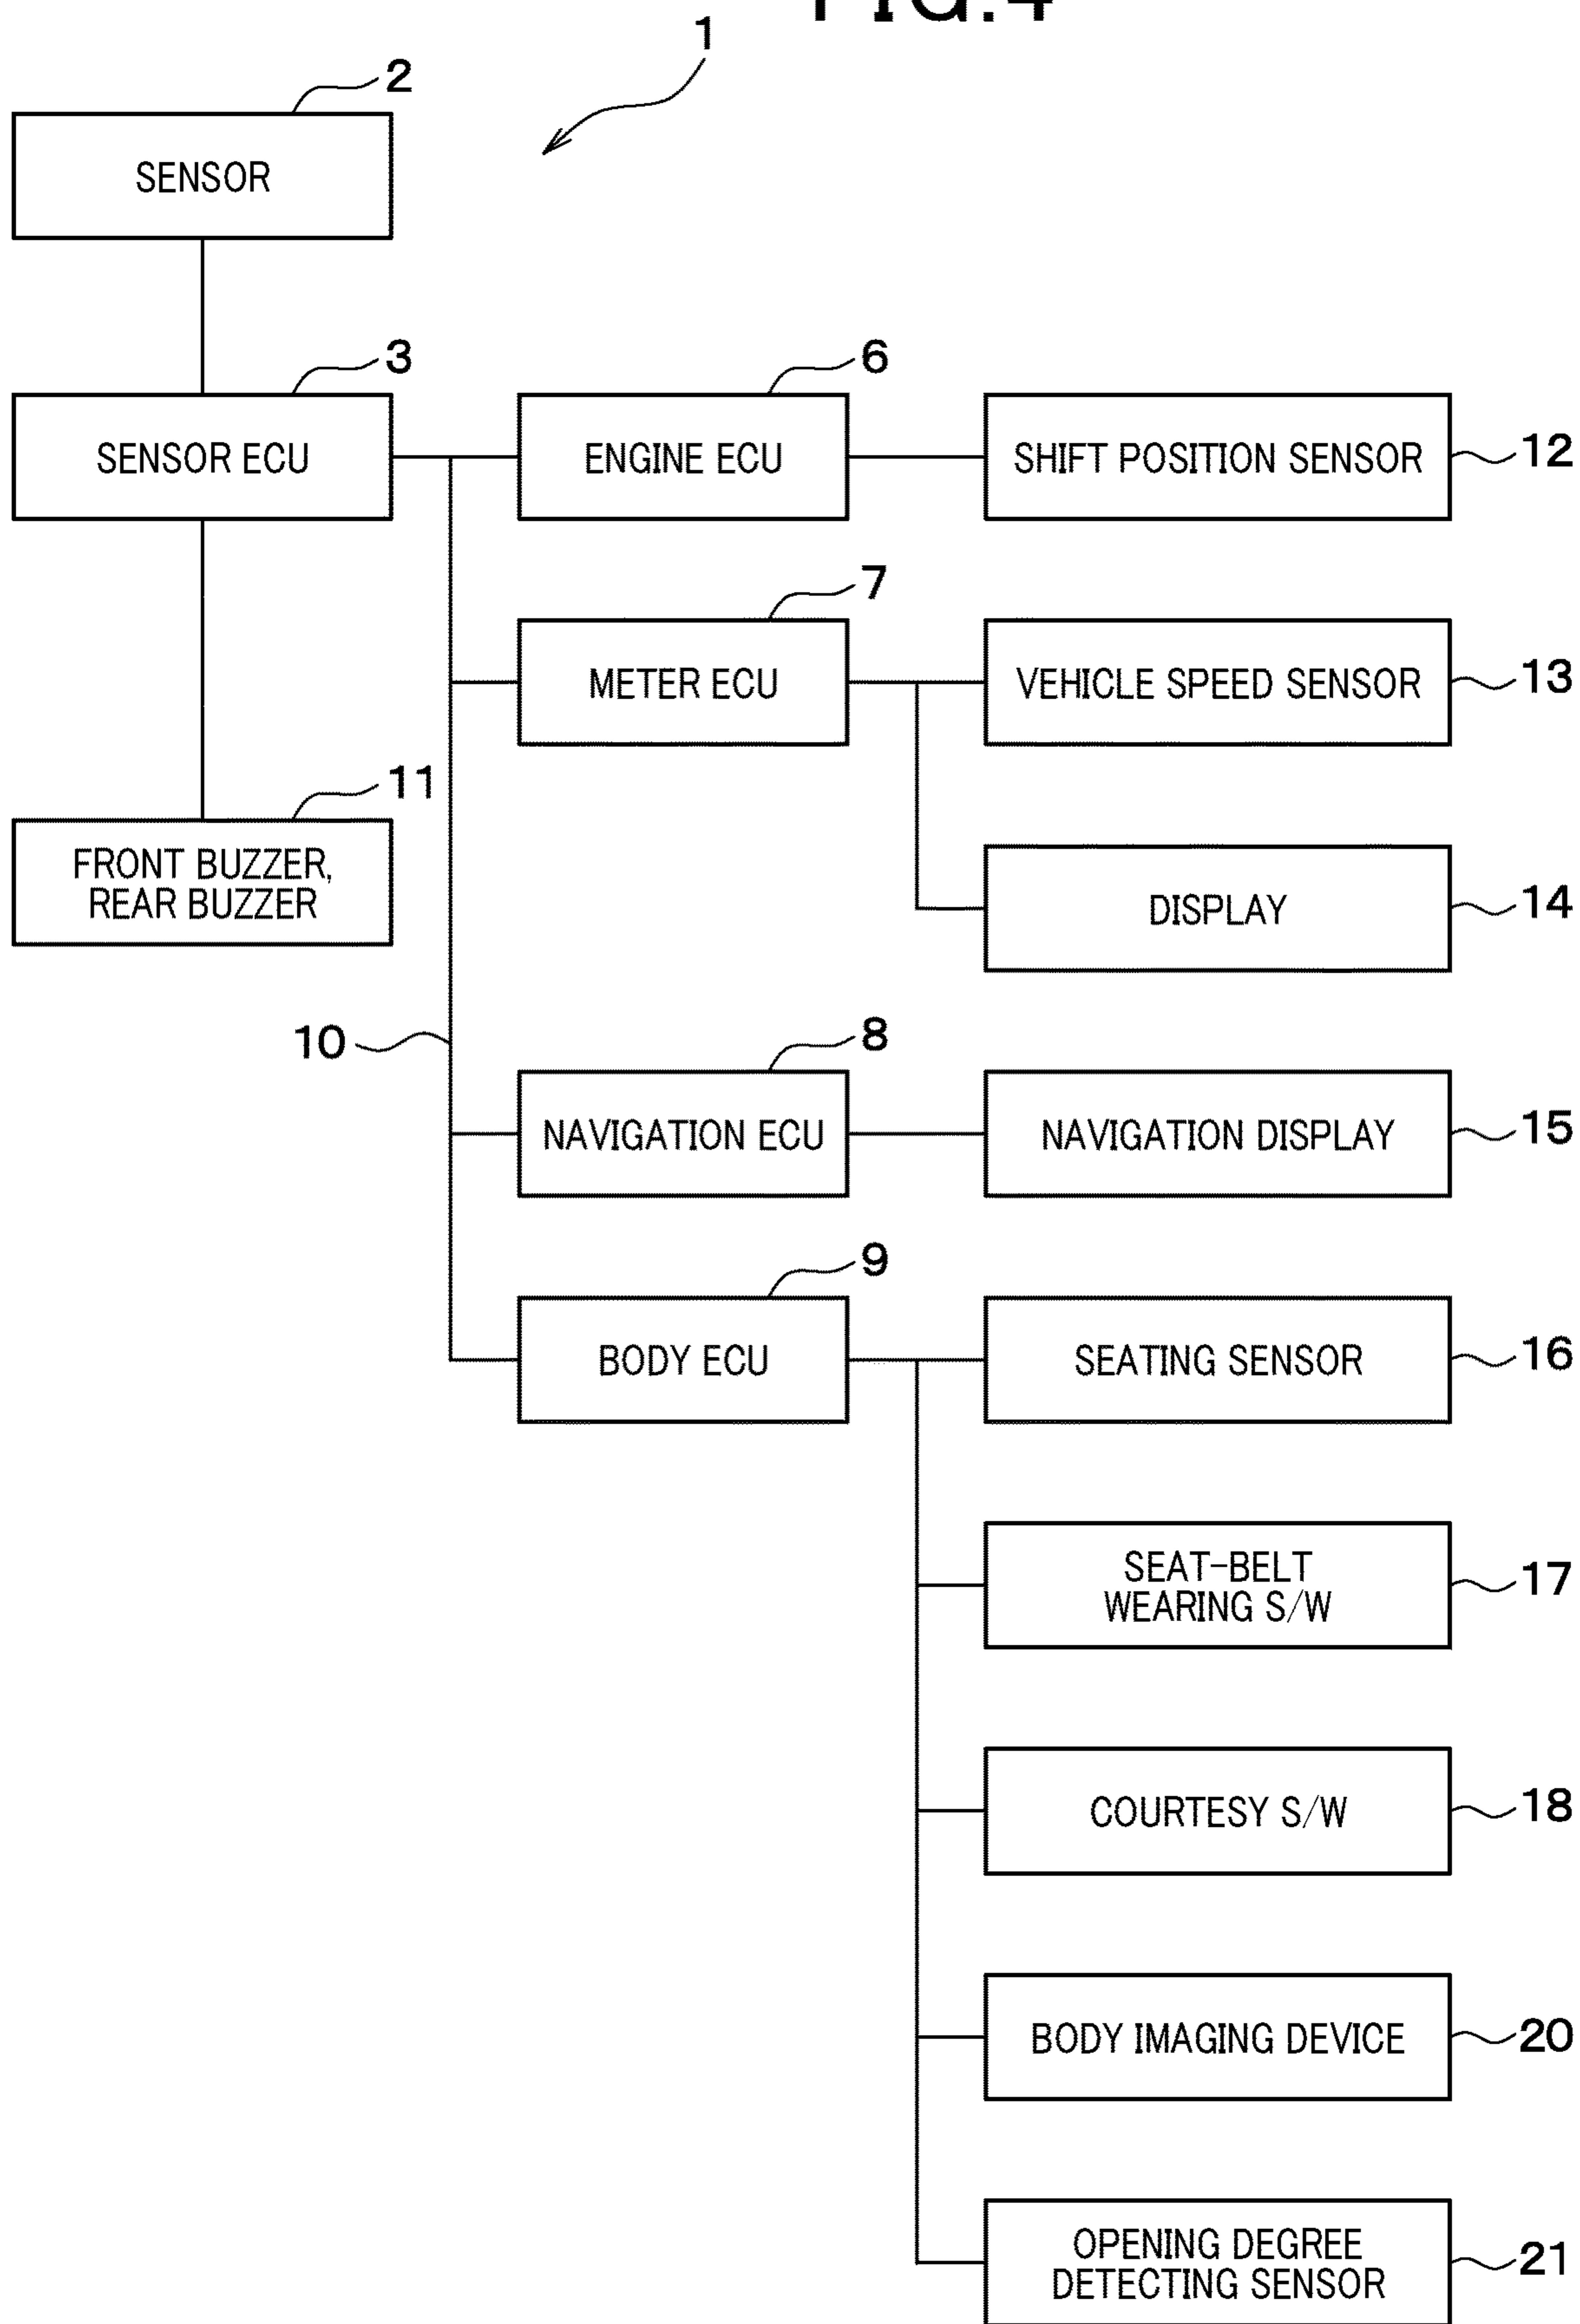 FIG.4
1
2
SENSOR
3
SENSOR ECU
6
ENGINE ECU
SHIFT POSITION SENSOR
12
7
METER ECU
VEHICLE SPEED SENSOR
13
11
FRONT BUZZER,
REAR BUZZER
DISPLAY
14
10
8
NAVIGATION ECU
NAVIGATION DISPLAY
15
9
BODY ECU
SEATING SENSOR
16
SEAT-BELT
WEARING S/W
17
COURTESY S/W
18
BODY IMAGING DEVICE
20
OPENING DEGREE
DETECTING SENSOR
21